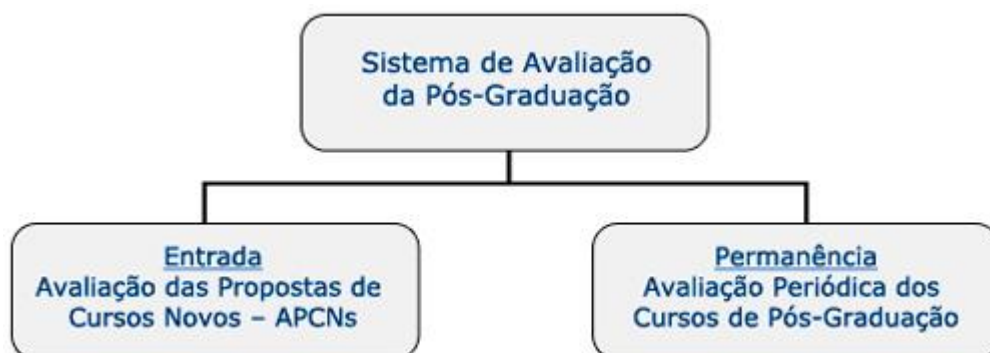 Sistema de Avaliação
da Pós-Graduação
Entrada
Avaliação das Propostas de
Cursos Novos – APCNs
Permanência
Avaliação Periódica dos
Cursos de Pós-Graduação